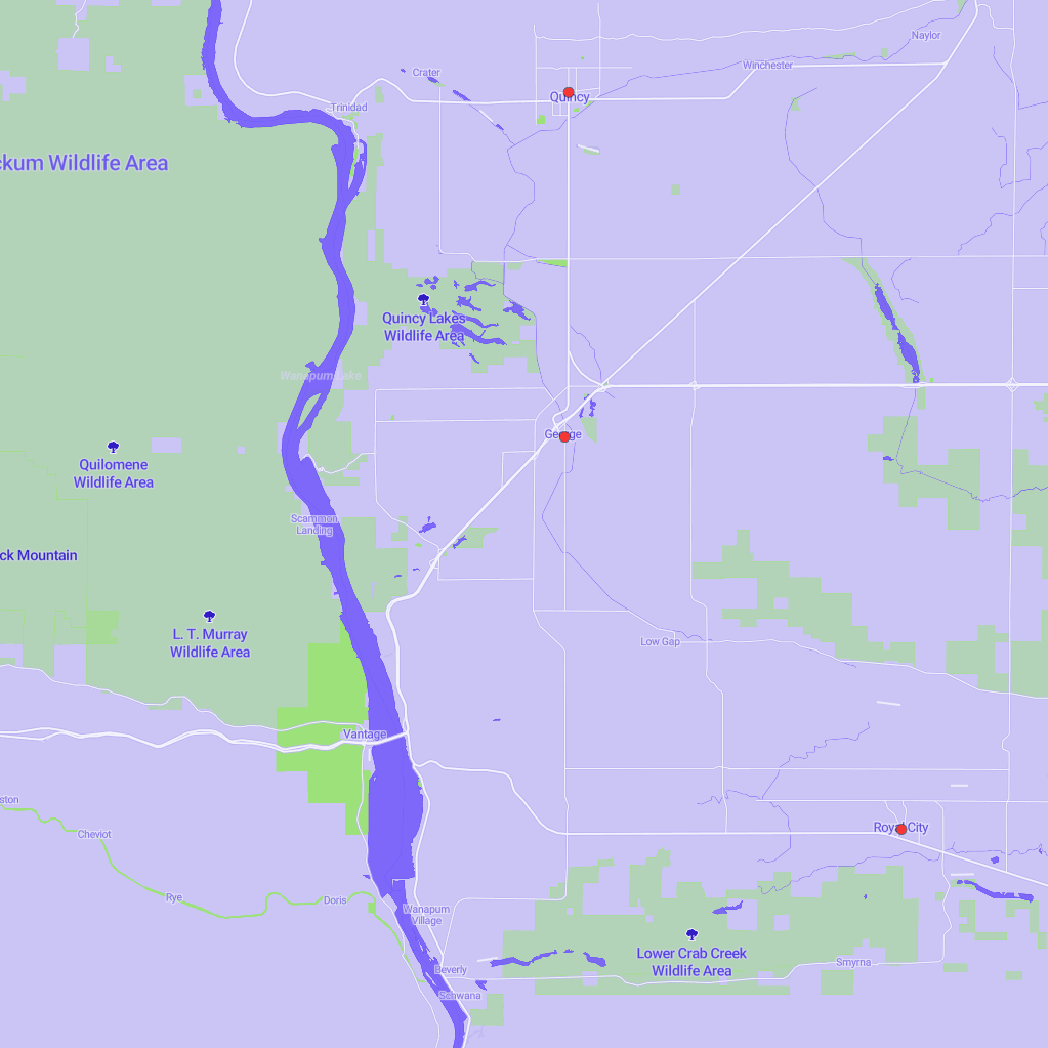 Naylor
Winchester
Crater
Quincy
Trinidad
ckum Wildlife Area
Quincy Lakes
Wildlife Area
Wanapum Lake
George
Quilomene
Wildlife Area
Scammon
Landing
ck Mountain
L. T. Murray
Wildlife Area
Low Gap
Vantage
ston
Cheviot
Royal City
Rye
Doris
Wanapum
Village
Lower Crab Creek
Wildlife Area
Smyrna
Beverly
Schwana